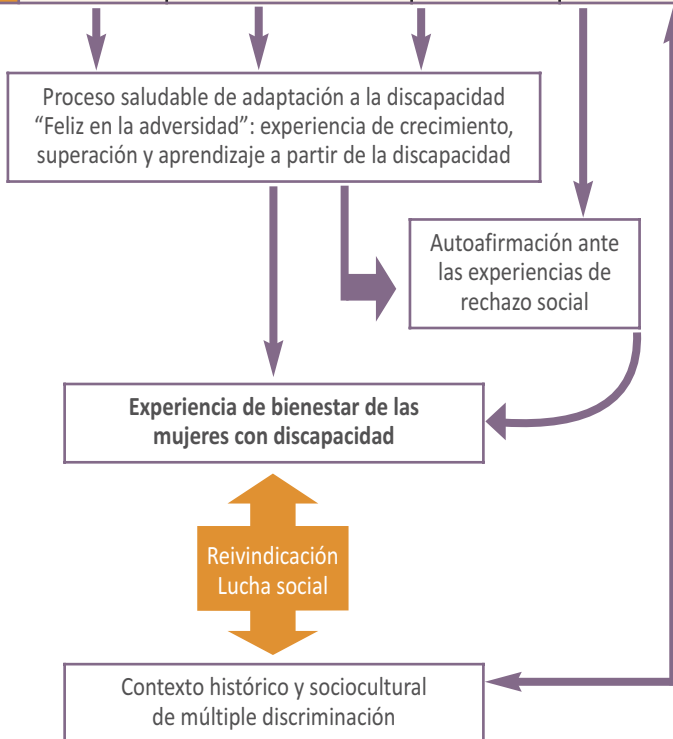 Proceso saludable de adaptación a la discapacidad
“Feliz en la adversidad”: experiencia de crecimiento,
superación y aprendizaje a partir de la discapacidad
Autoafirmación ante
las experiencias de
rechazo social
Experiencia de bienestar de las
mujeres con discapacidad
Reivindicación
Lucha social
Contexto histórico y sociocultural
de múltiple discriminación